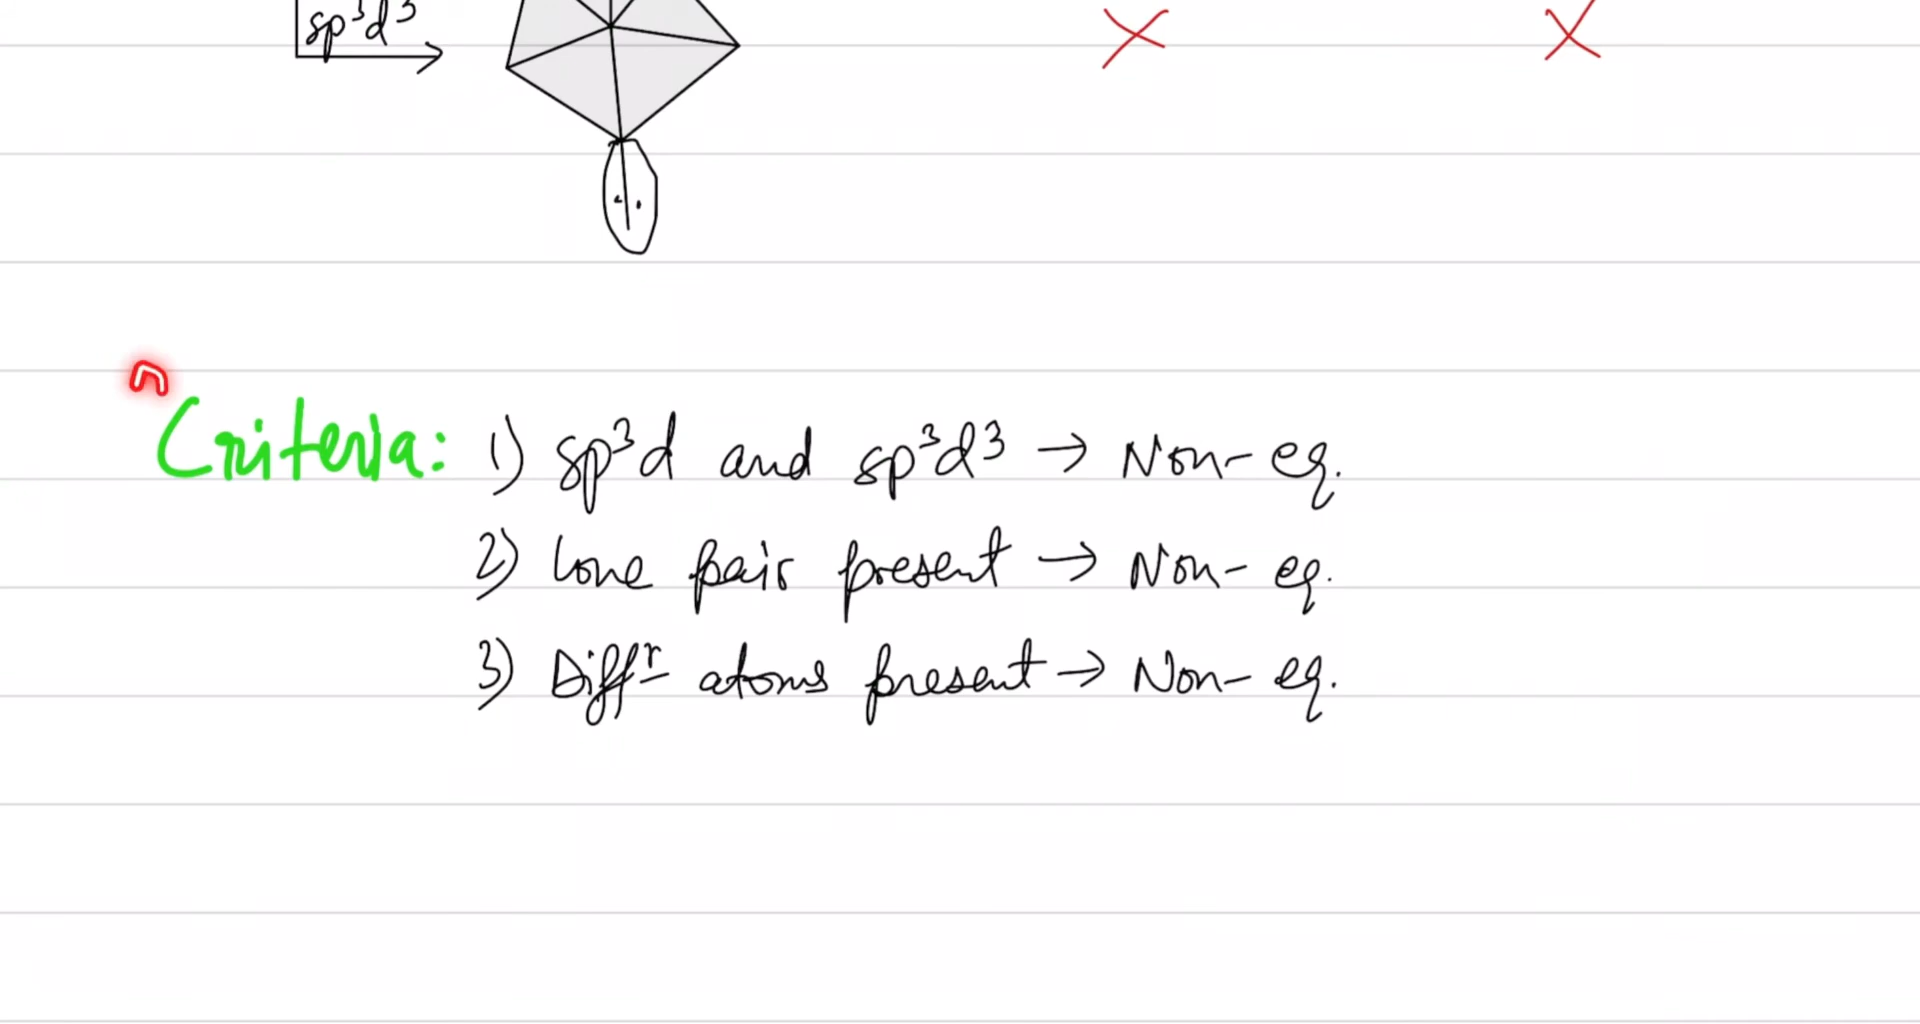 sp³d³
Criteria: 1) sp³d and sp³d³ → Non-eq.
2) lone pair present → Non-eq.
3) Diffʳ atoms present → Non-eq.